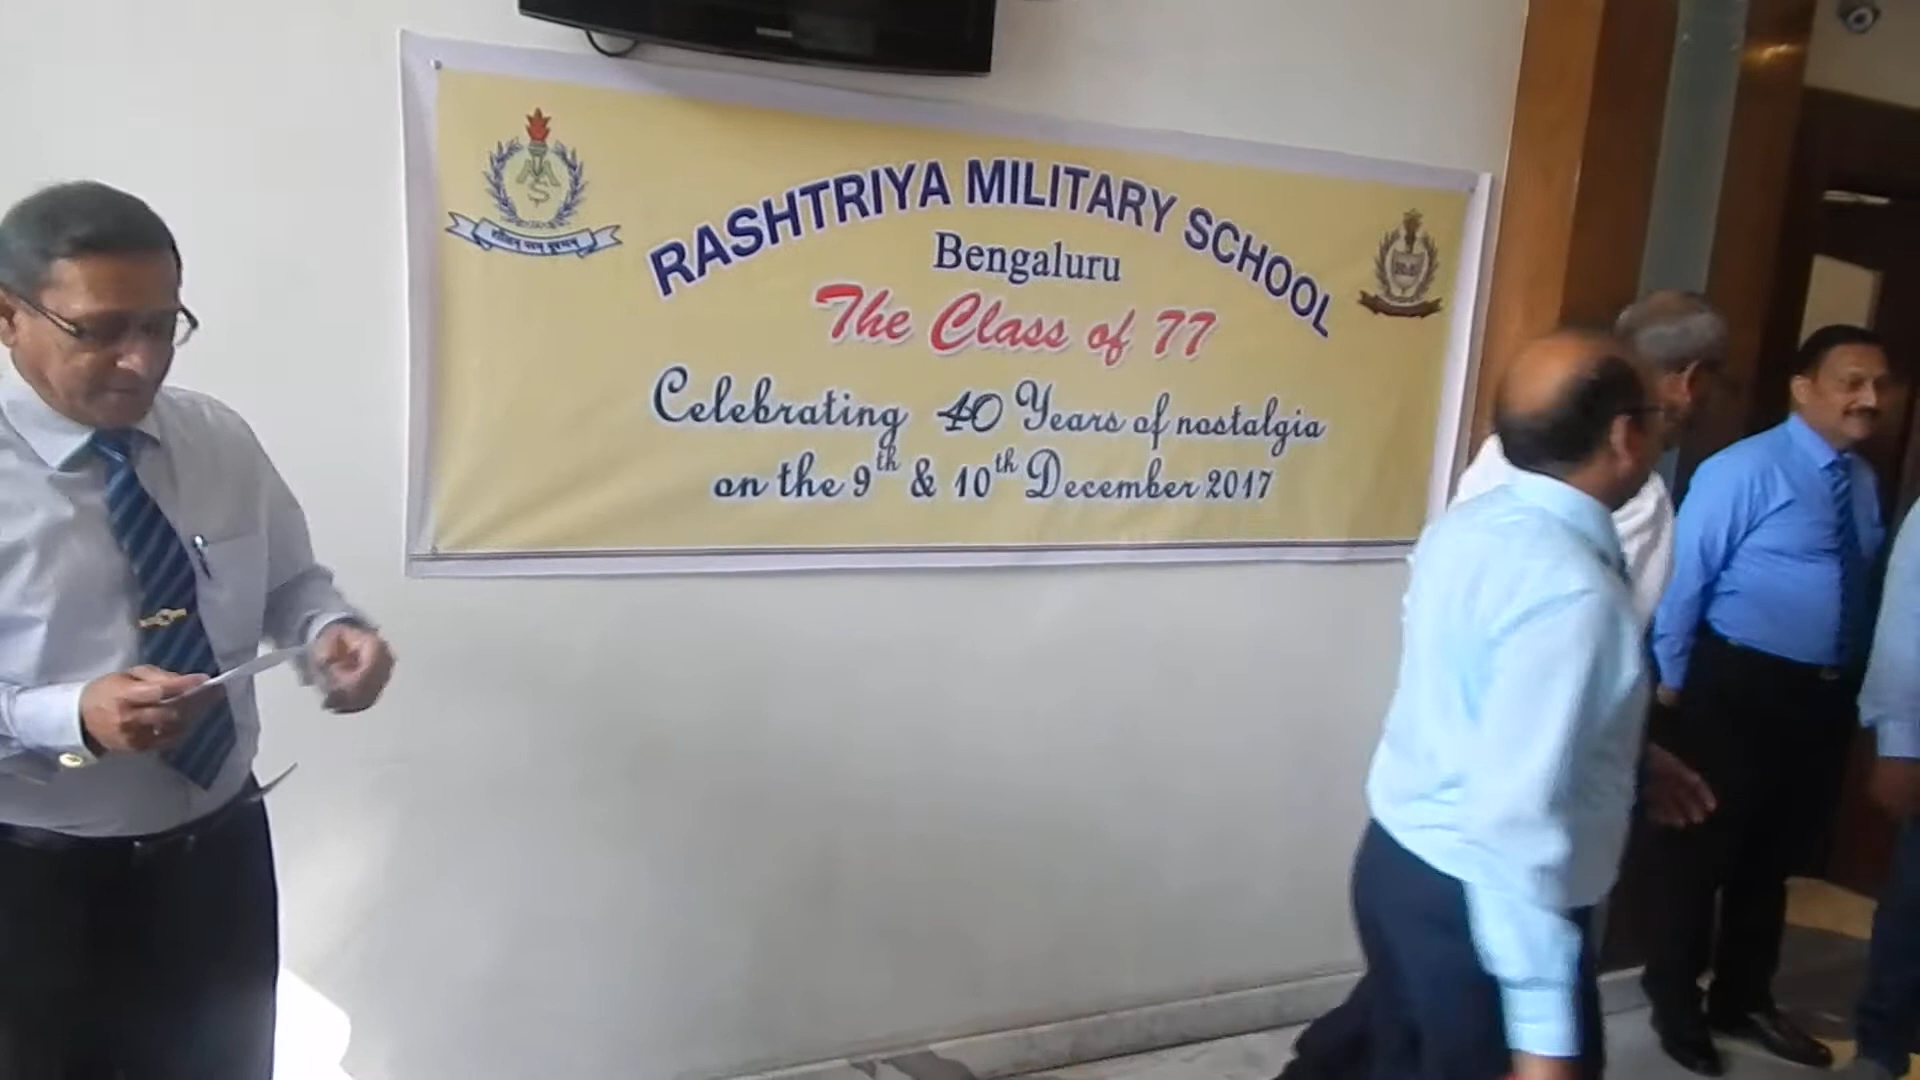 RASHTRIYA MILITARY SCHOOL
Bengaluru
The Class of 77
Celebrating 40 Years of nostalgia
on the 9th & 10th December 2017